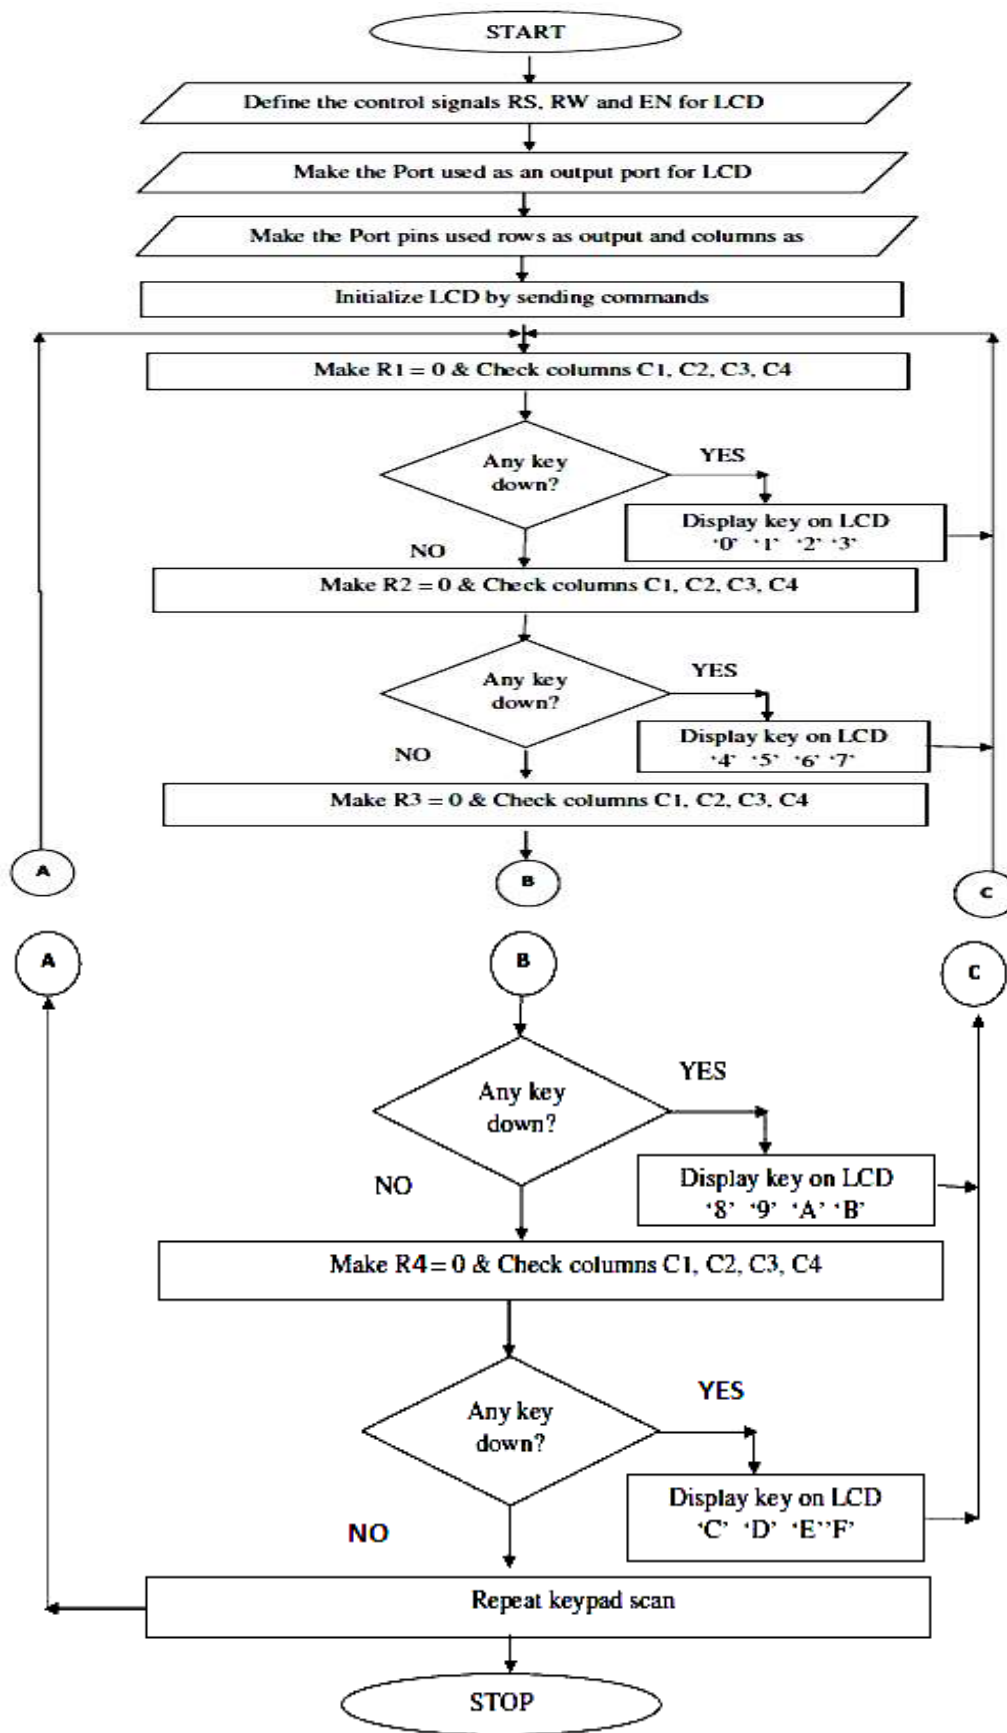 START
Define the control signals RS, RW and EN for LCD
Make the Port used as an output port for LCD
Make the Port pins used rows as output and columns as
Initialize LCD by sending commands
Make R1 = 0 & Check columns C1, C2, C3, C4
Any key
down?
YES
Display key on LCD
‘0’ ‘1’ ‘2’ ‘3’
NO
Make R2 = 0 & Check columns C1, C2, C3, C4
Any key
down?
YES
Display key on LCD
‘4’ ‘5’ ‘6’ ‘7’
NO
Make R3 = 0 & Check columns C1, C2, C3, C4
A
B
C
A
B
C
Any key
down?
YES
Display key on LCD
‘8’ ‘9’ ‘A’ ‘B’
NO
Make R4 = 0 & Check columns C1, C2, C3, C4
Any key
down?
YES
Display key on LCD
‘C’ ‘D’ ‘E’ ’F’
NO
Repeat keypad scan
STOP